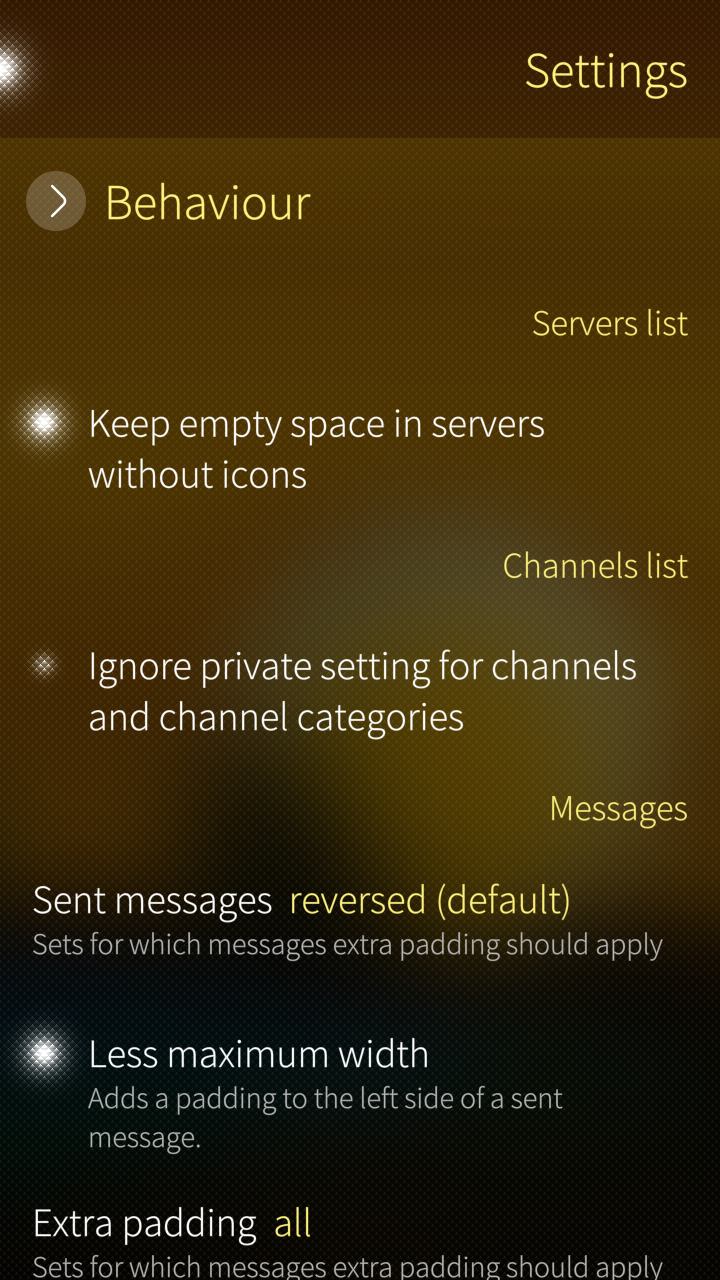 Settings
Behaviour
Servers list
Keep empty space in servers
without icons
Channels list
Ignore private setting for channels
and channel categories
Messages
Sent messages reversed (default)
Sets for which messages extra padding should apply
Less maximum width
Adds a padding to the left side of a sent
message.
Extra padding all
Sets for which messages extra padding should apply